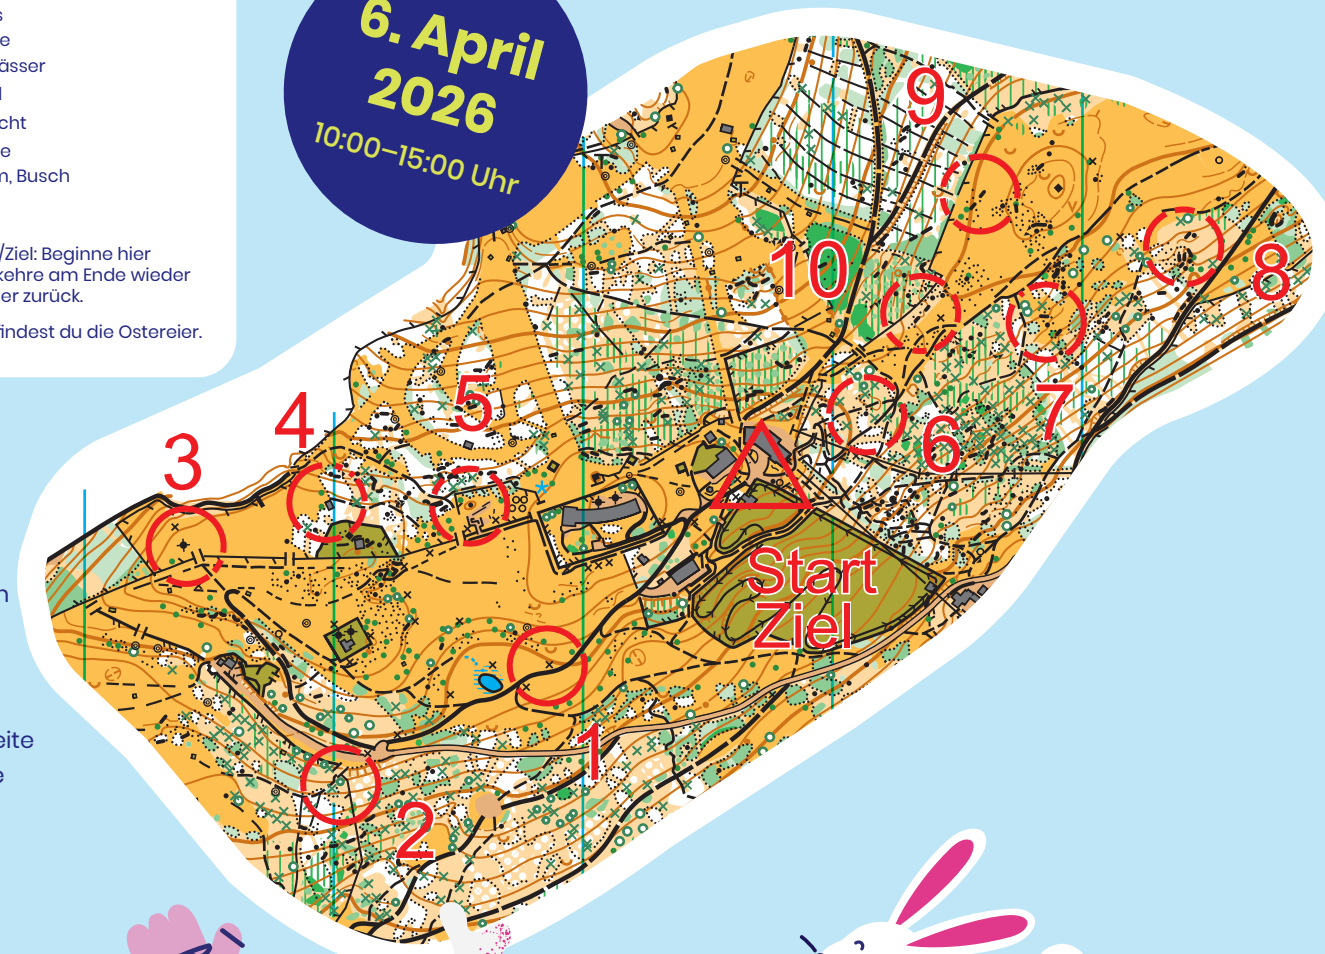 6. April
2026
10:00–15:00 Uhr
e
ässer
cht
e
n, Busch
/Ziel: Beginne hier
kehre am Ende wieder
er zurück.
findest du die Ostereier.
eite
e
9
10
8
5
4
7
3
6
Start
Ziel
1
2